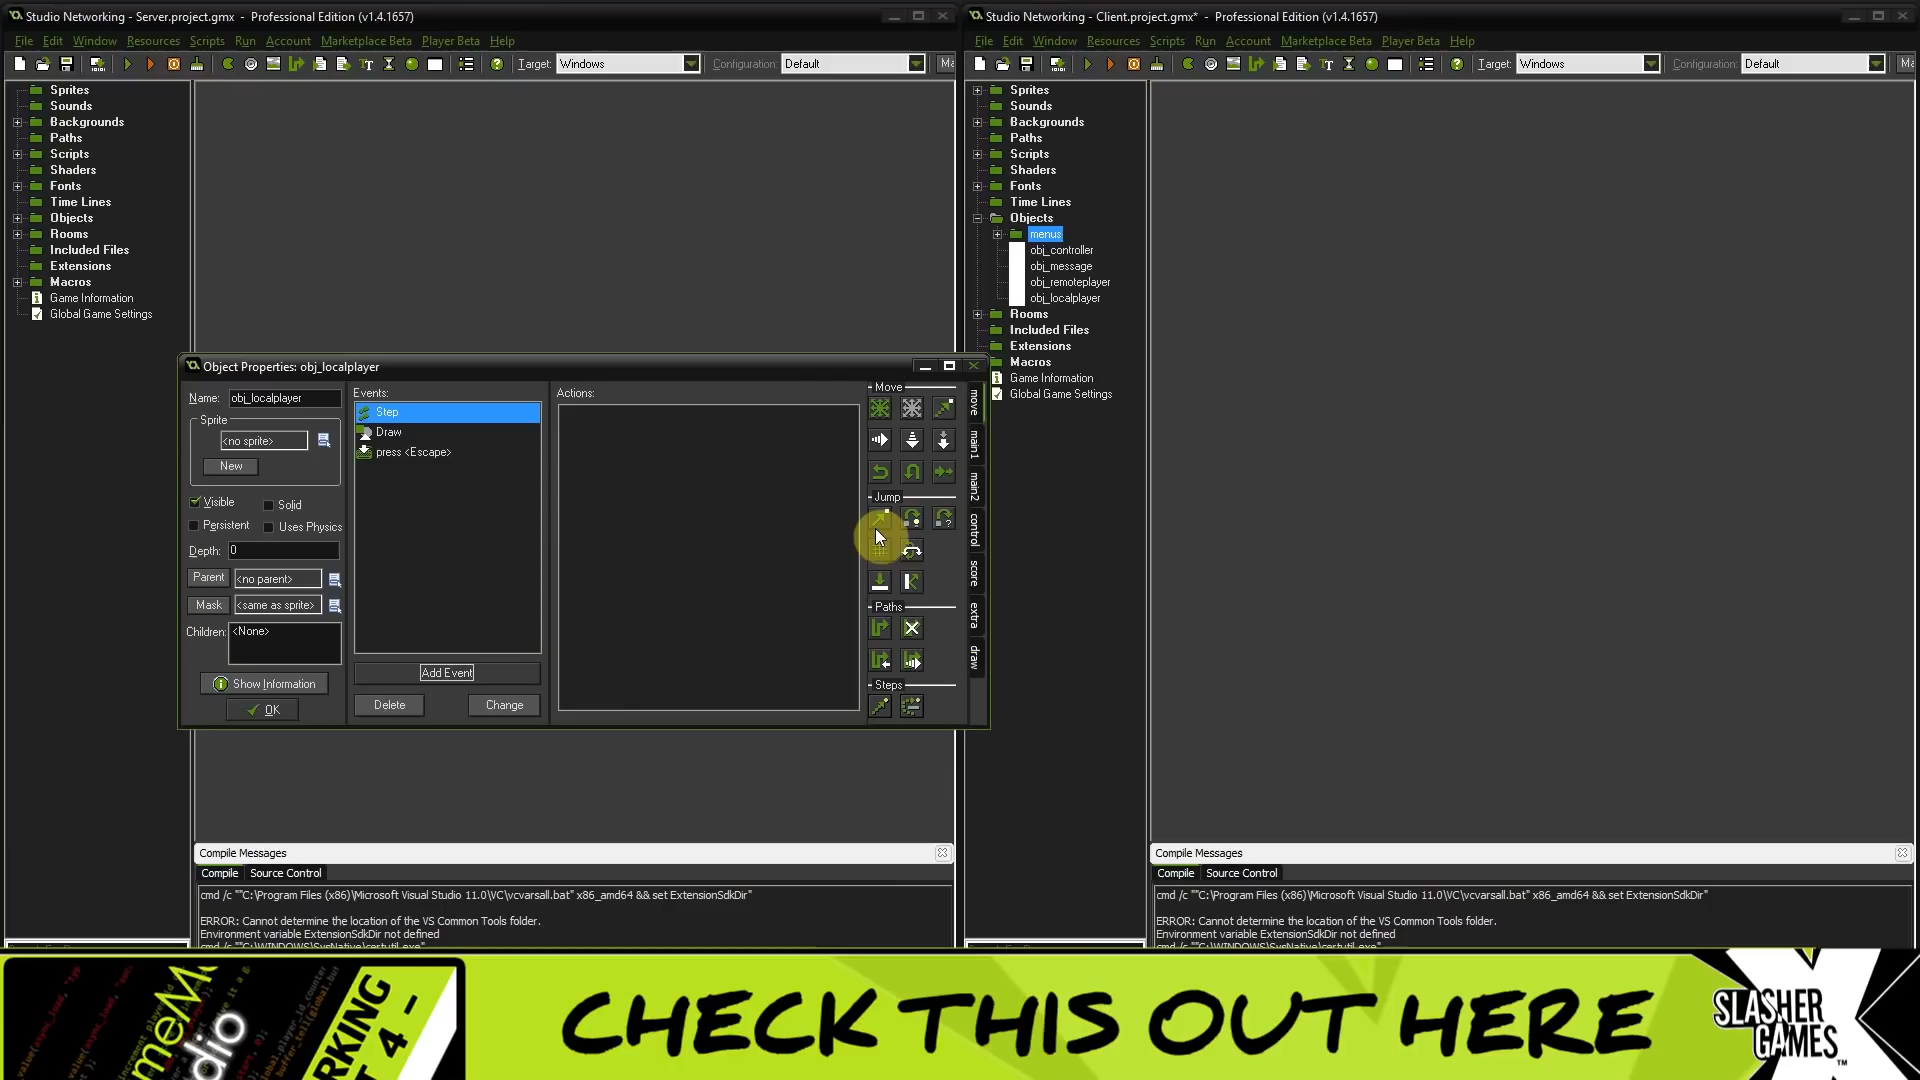 Studio Networking - Server.project.gmx - Professional Edition (v1.4.1657)
File Edit Window Resources Scripts Run Account Marketplace Beta Player Beta Help
Target: Windows Configuration: Default
Sprites
Sounds
Backgrounds
Paths
Scripts
Shaders
Fonts
Time Lines
Objects
Rooms
Included Files
Extensions
Macros
Game Information
Global Game Settings
Studio Networking - Client.project.gmx* - Professional Edition (v1.4.1657)
File Edit Window Resources Scripts Run Account Marketplace Beta Player Beta Help
Target: Windows Configuration: Default
Sprites
Sounds
Backgrounds
Paths
Scripts
Shaders
Fonts
Time Lines
Objects
menus
obj_controller
obj_message
obj_remoteplayer
obj_localplayer
Rooms
Included Files
Extensions
Macros
Game Information
Global Game Settings
Object Properties: obj_localplayer
Name: obj_localplayer
Sprite
<no sprite>
New
Visible Solid
Persistent Uses Physics
Depth: 0
Parent <no parent>
Mask <same as sprite>
Children: <None>
Show Information
OK
Events:
Step
Draw
press <Escape>
Add Event
Delete Change
Actions:
Move
Jump
Paths
Steps
move
main1
main2
control
score
extra
draw
Compile Messages
Compile Source Control
cmd /c ""C:\Program Files (x86)\Microsoft Visual Studio 11.0\VC\vcvarsall.bat" x86_amd64 && set ExtensionSdkDir"
ERROR: Cannot determine the location of the VS Common Tools folder.
Environment variable ExtensionSdkDir not defined
cmd /c ""C:\WINDOWS\SysNative\certutil.exe"
Compile Messages
Compile Source Control
cmd /c ""C:\Program Files (x86)\Microsoft Visual Studio 11.0\VC\vcvarsall.bat" x86_amd64 && set ExtensionSdkDir"
ERROR: Cannot determine the location of the VS Common Tools folder.
Environment variable ExtensionSdkDir not defined
cmd /c ""C:\WINDOWS\SysNative\certutil.exe"
CHECK THIS OUT HERE
SLASHER
GAMES™